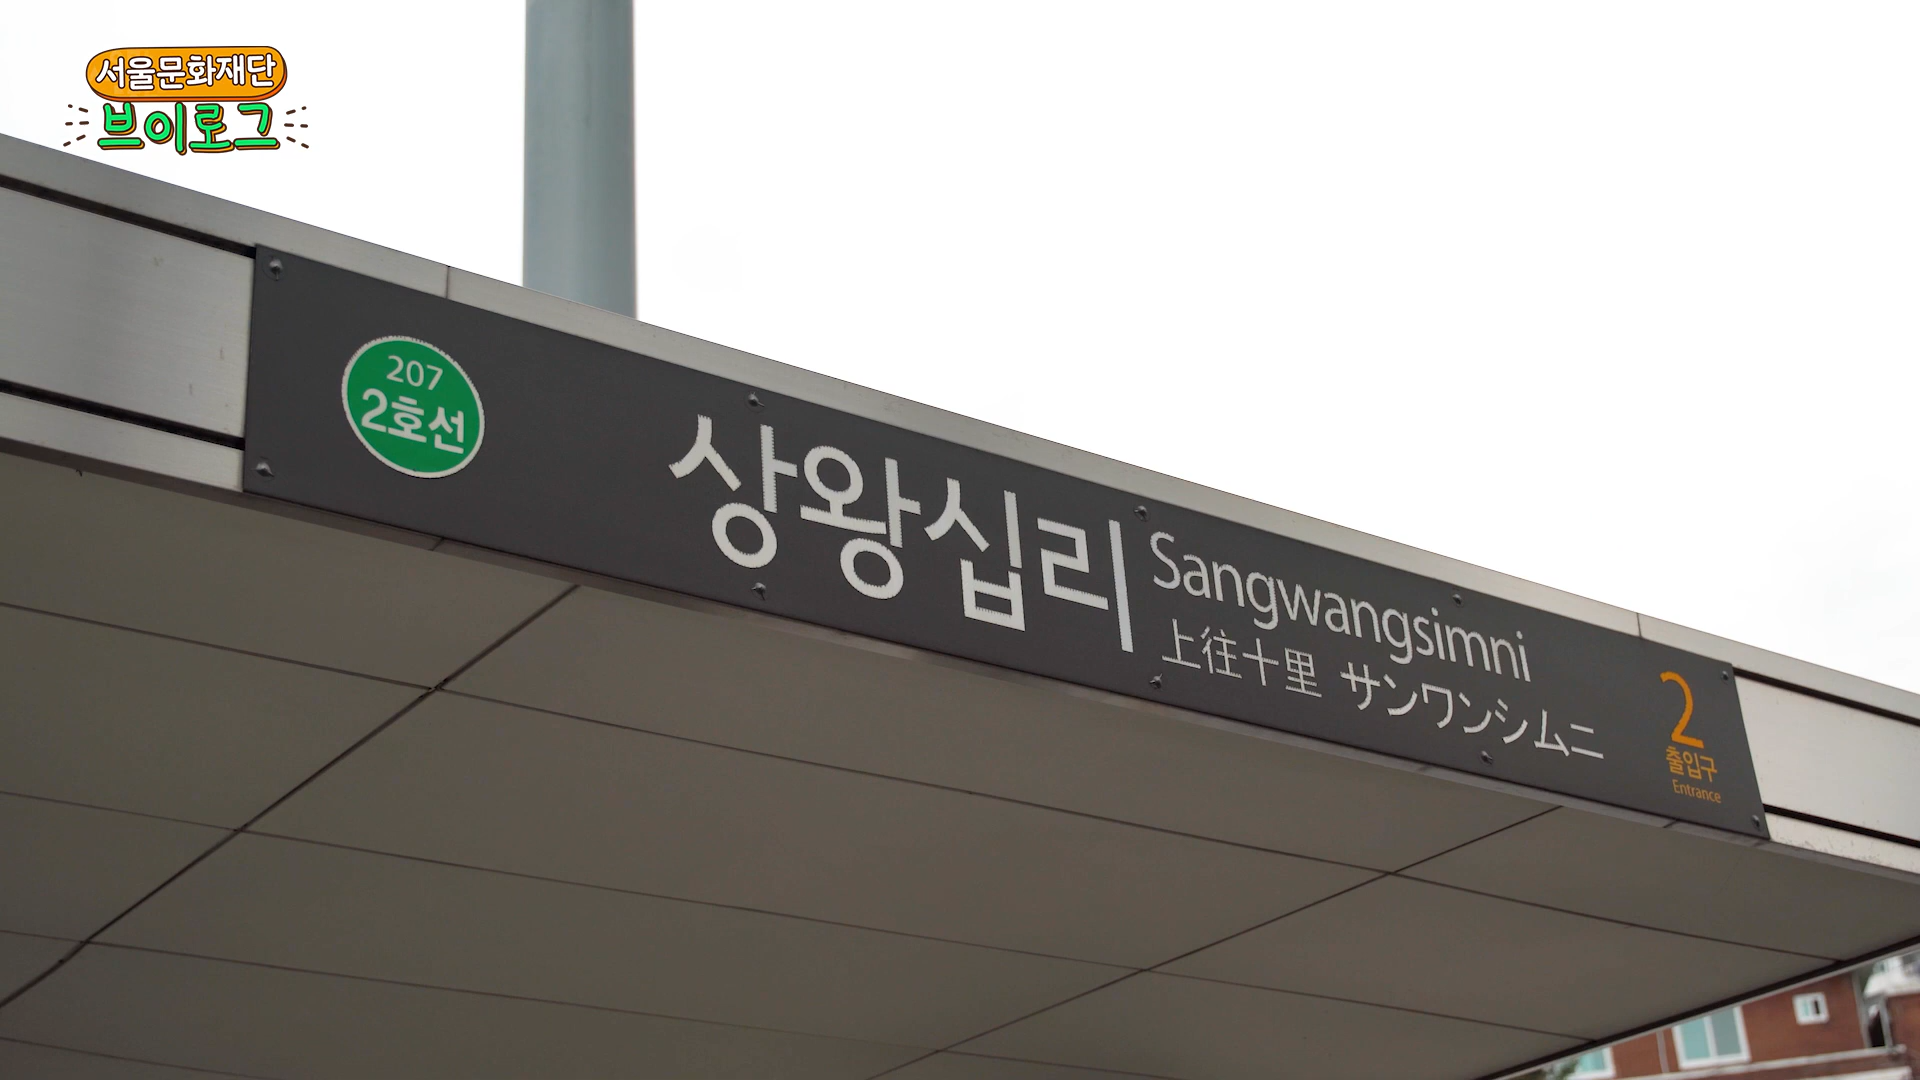 서울문화재단
브이로그
207
2호선
상왕십리
Sangwangsimni
上往十里 サンワンシムニ
2
출입구
Entrance